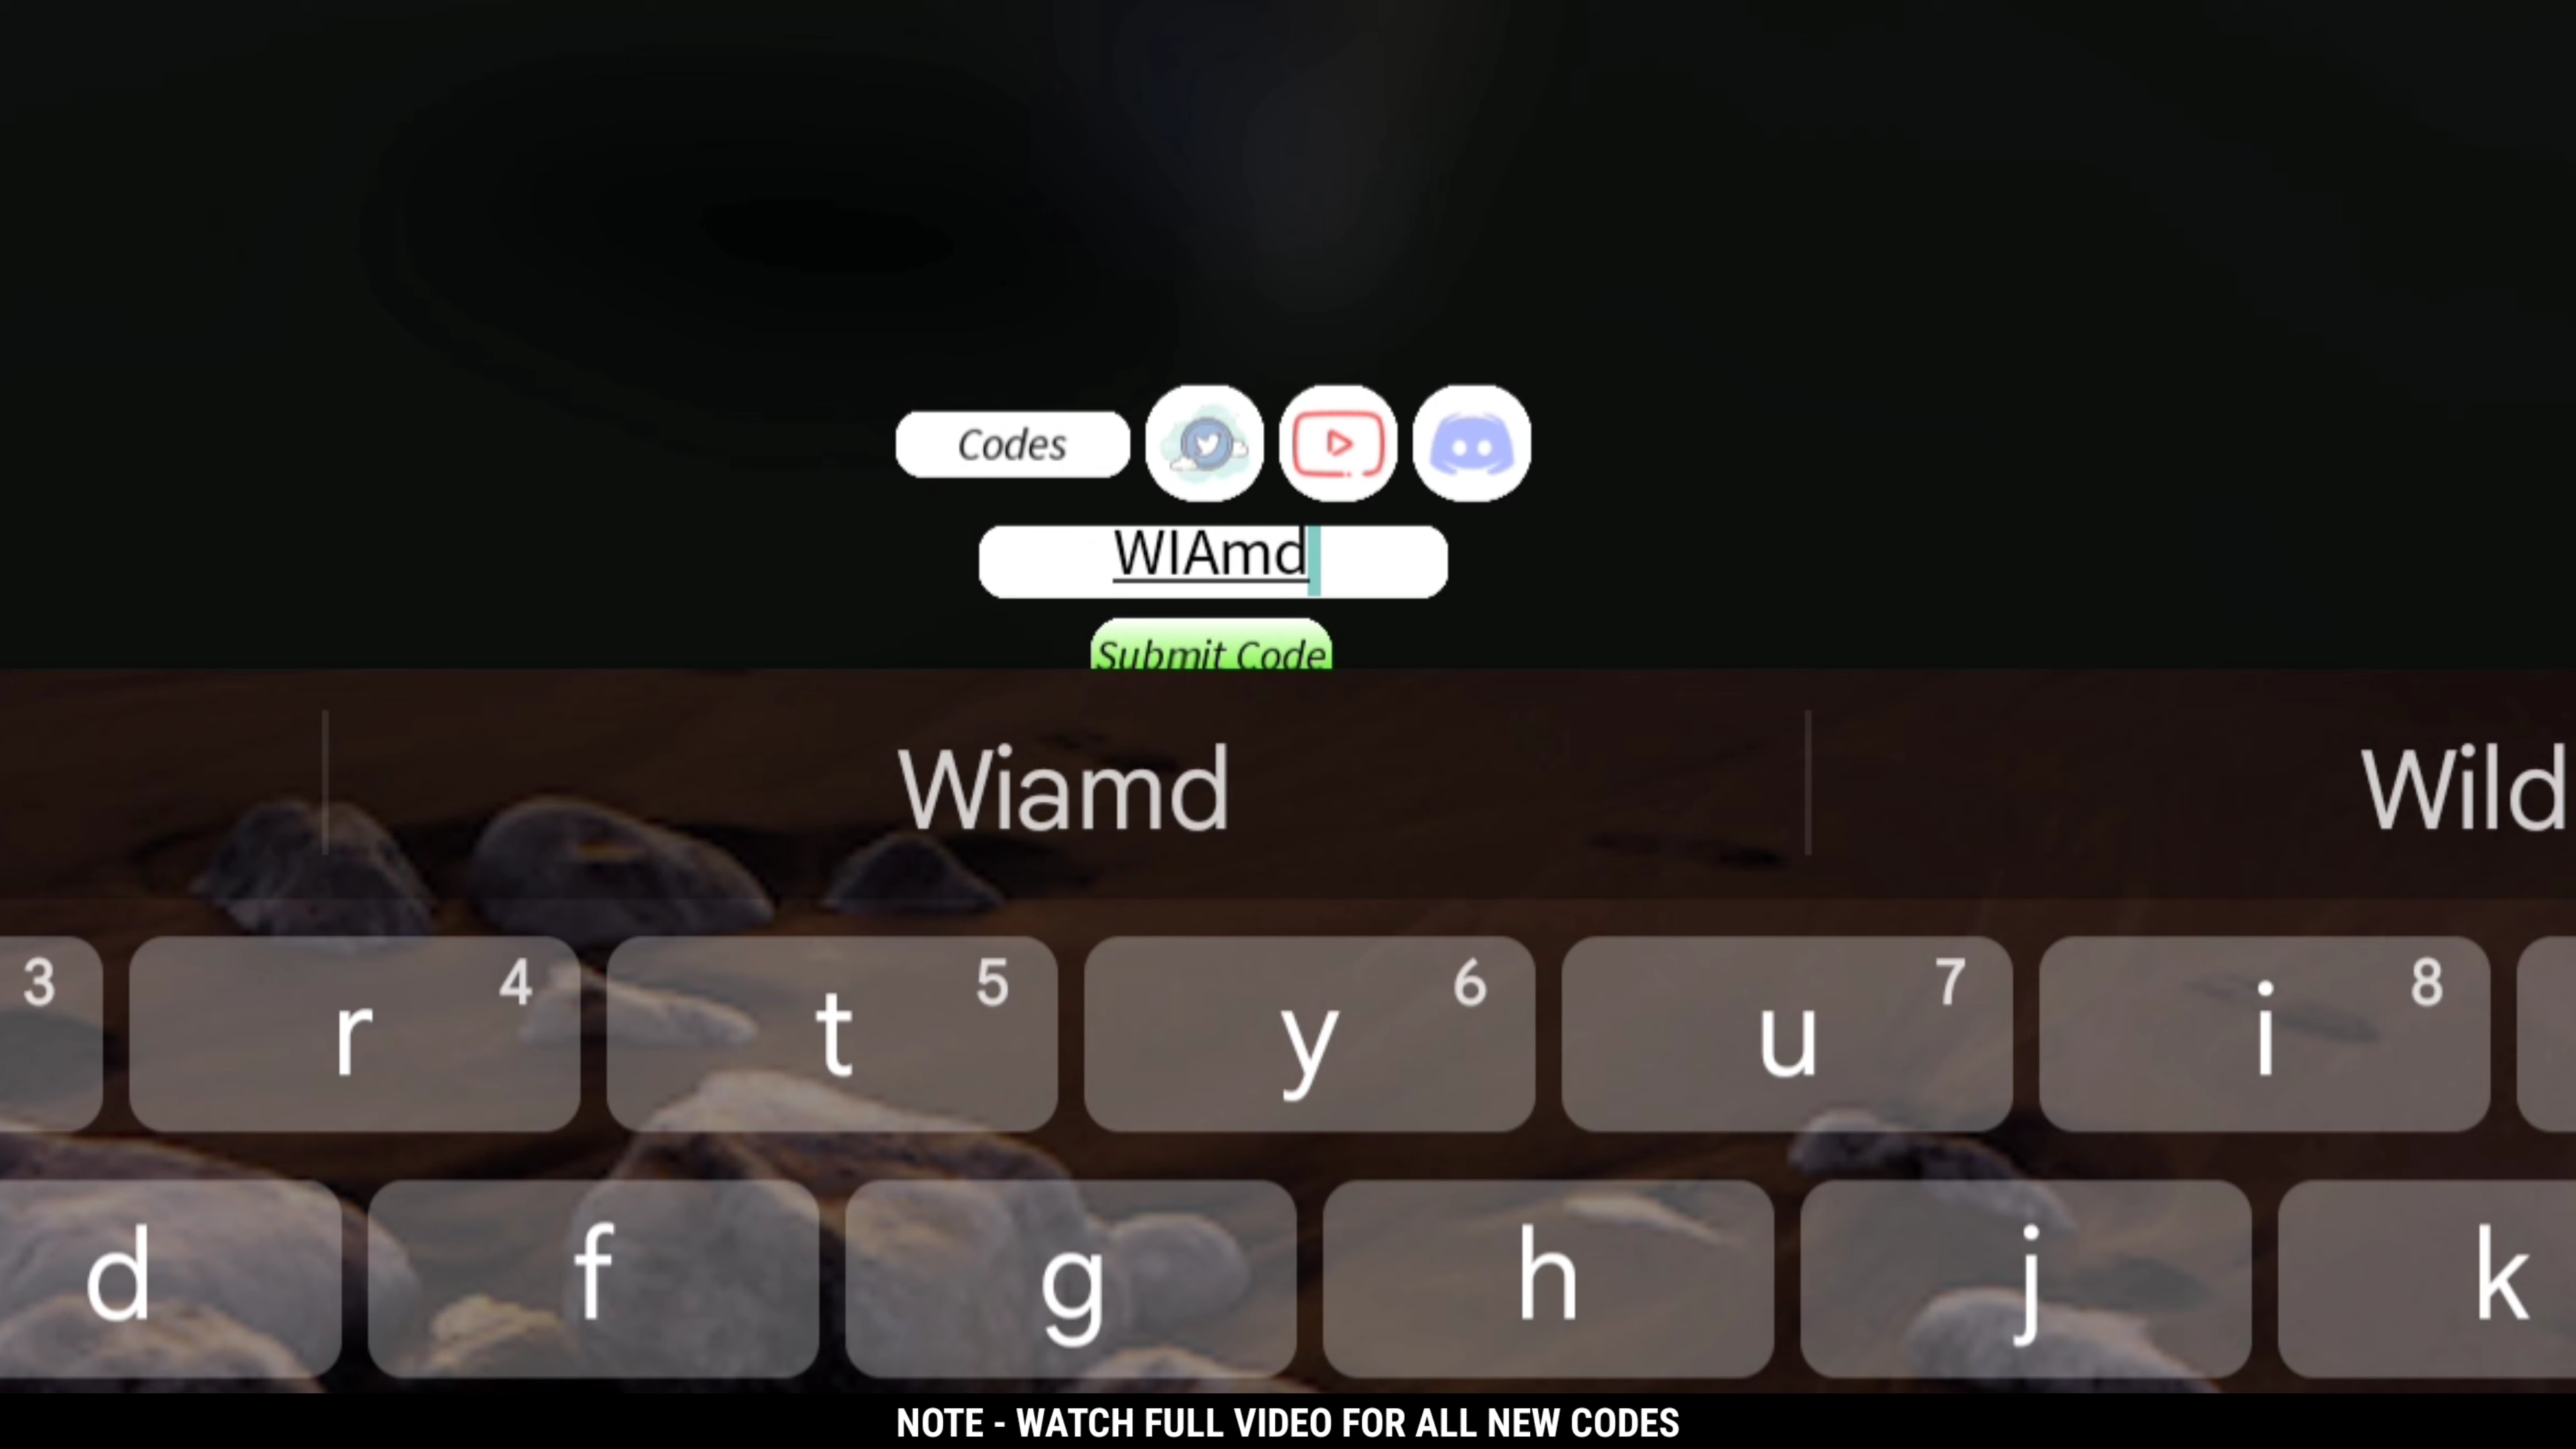 Codes
WIAmd
Submit Code
Wiamd
Wild
3 r 4 t 5 y 6 u 7 i 8
d f g h j k
NOTE - WATCH FULL VIDEO FOR ALL NEW CODES